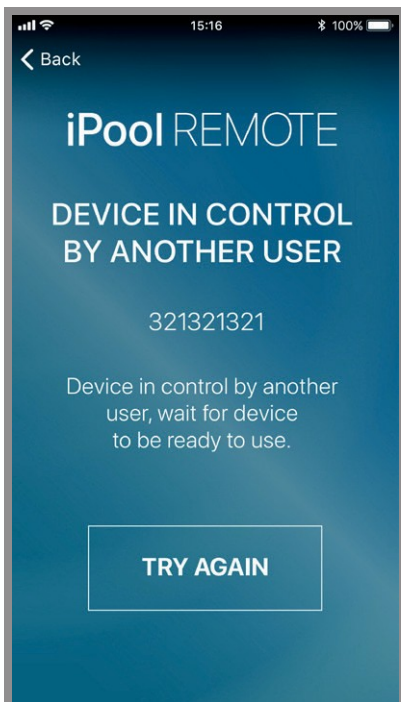 15:16 100%
Back
iPool REMOTE
DEVICE IN CONTROL
BY ANOTHER USER
321321321
Device in control by another
user, wait for device
to be ready to use.
TRY AGAIN